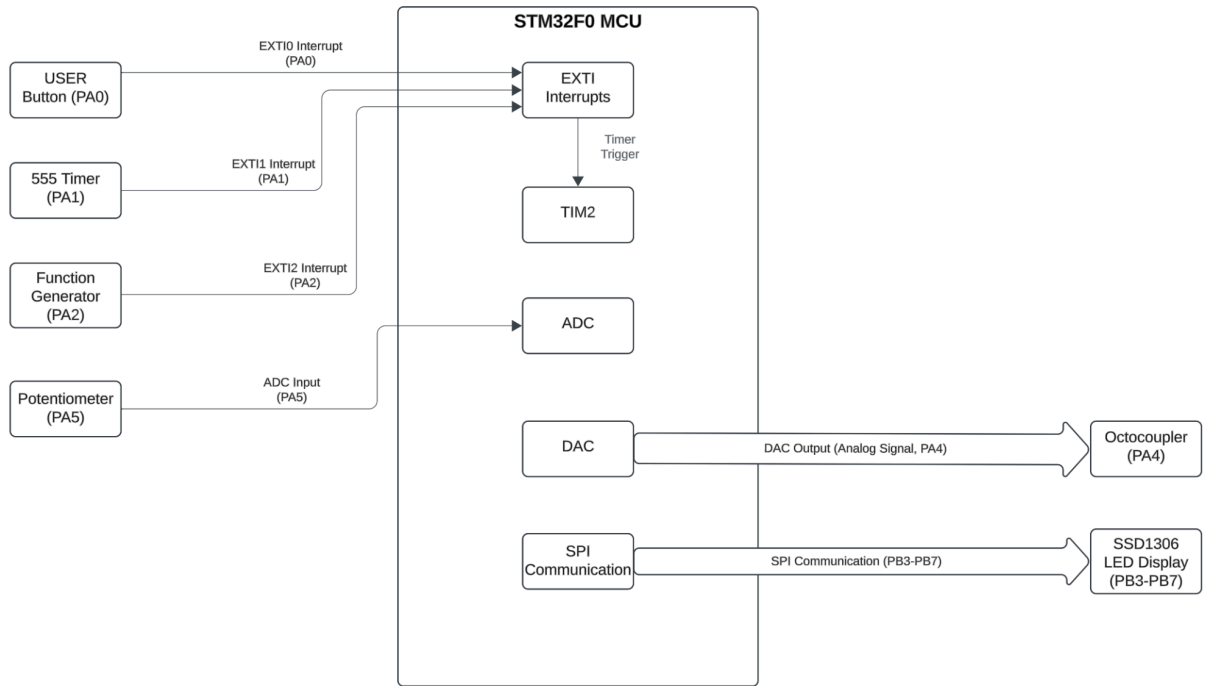 STM32F0 MCU
EXTI0 Interrupt
(PA0)
USER
Button (PA0)
EXTI
Interrupts
Timer
Trigger
EXTI1 Interrupt
(PA1)
555 Timer
(PA1)
TIM2
EXTI2 Interrupt
(PA2)
Function
Generator
(PA2)
ADC
ADC Input
(PA5)
Potentiometer
(PA5)
DAC
DAC Output (Analog Signal, PA4)
Octocoupler
(PA4)
SPI
Communication
SPI Communication (PB3-PB7)
SSD1306
LED Display
(PB3-PB7)